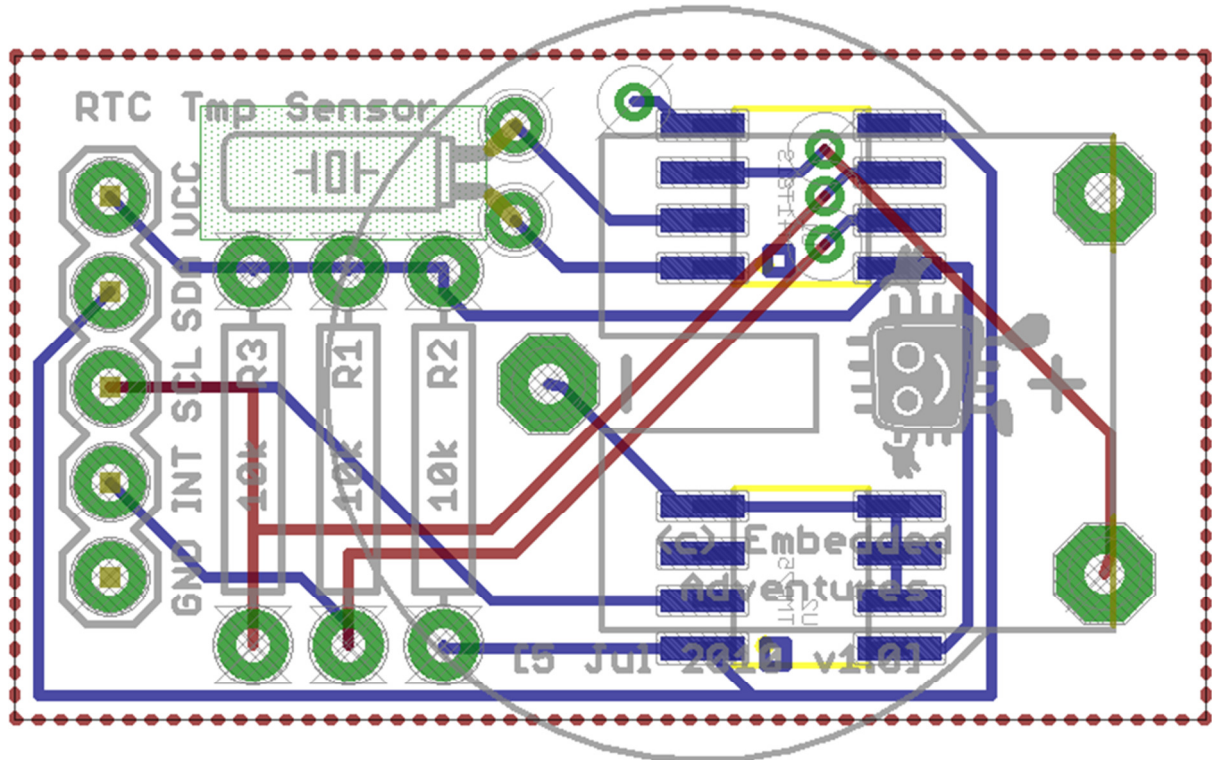 RTC Tmp Sensor
VCC
SDA
SCL
INT
GND
R3
R1
R2
10k
10k
10k
(c) Embedded
Adventures
U2
[5 Jul 2010 v1.0]